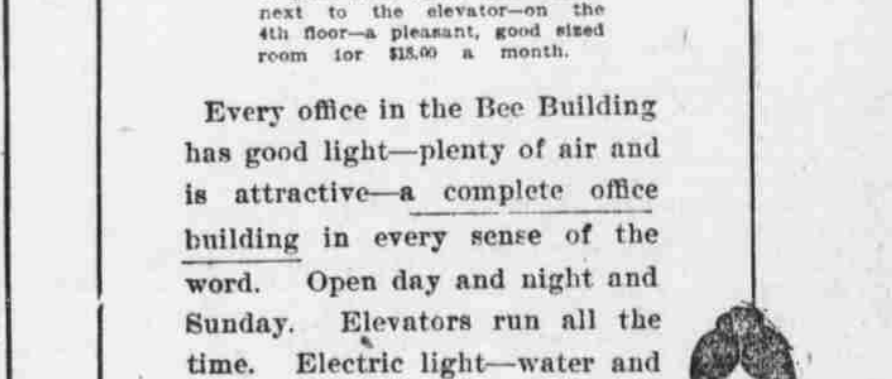 next to the elevator—on the
4th floor—a pleasant, good sized
room for $18.00 a month.
Every office in the Bee Building
has good light—plenty of air and
is attractive—a complete office
building in every sense of the
word. Open day and night and
Sunday. Elevators run all the
time. Electric light—water and